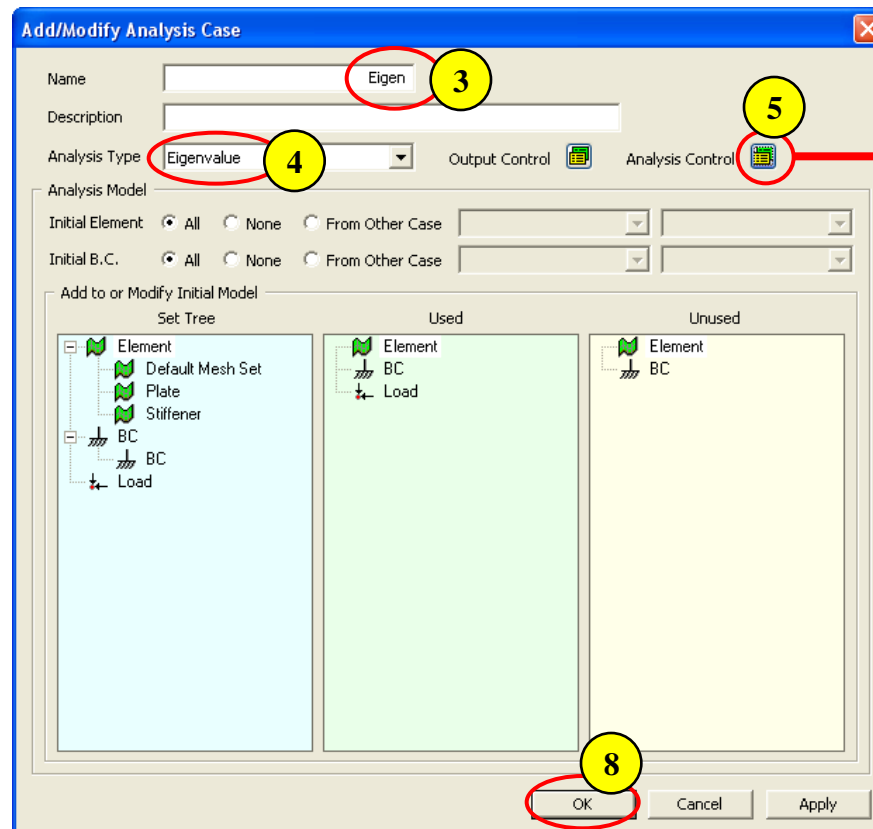 Add/Modify Analysis Case
Name Eigen 3
Description
5
Analysis Type Eigenvalue 4 Output Control Analysis Control
Analysis Model
Initial Element All None From Other Case
Initial B.C. All None From Other Case
Add to or Modify Initial Model
Set Tree Used Unused
Element Element Element
Default Mesh Set BC BC
Plate Load
Stiffener
BC
BC
Load
8
OK Cancel Apply